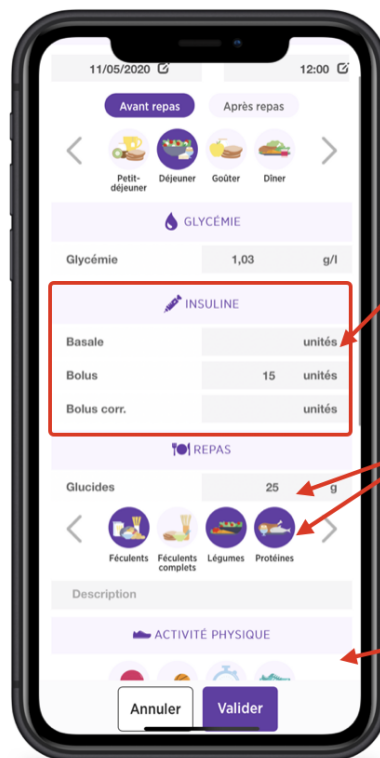 11/05/2020 12:00
Avant repas Après repas
Petit-
déjeuner Déjeuner Goûter Dîner
GLYCÉMIE
Glycémie 1,03 g/l
INSULINE
Basale unités
Bolus 15 unités
Bolus corr. unités
REPAS
Glucides 25 g
Féculents Féculents
complets Légumes Protéines
Description
ACTIVITÉ PHYSIQUE
Annuler Valider